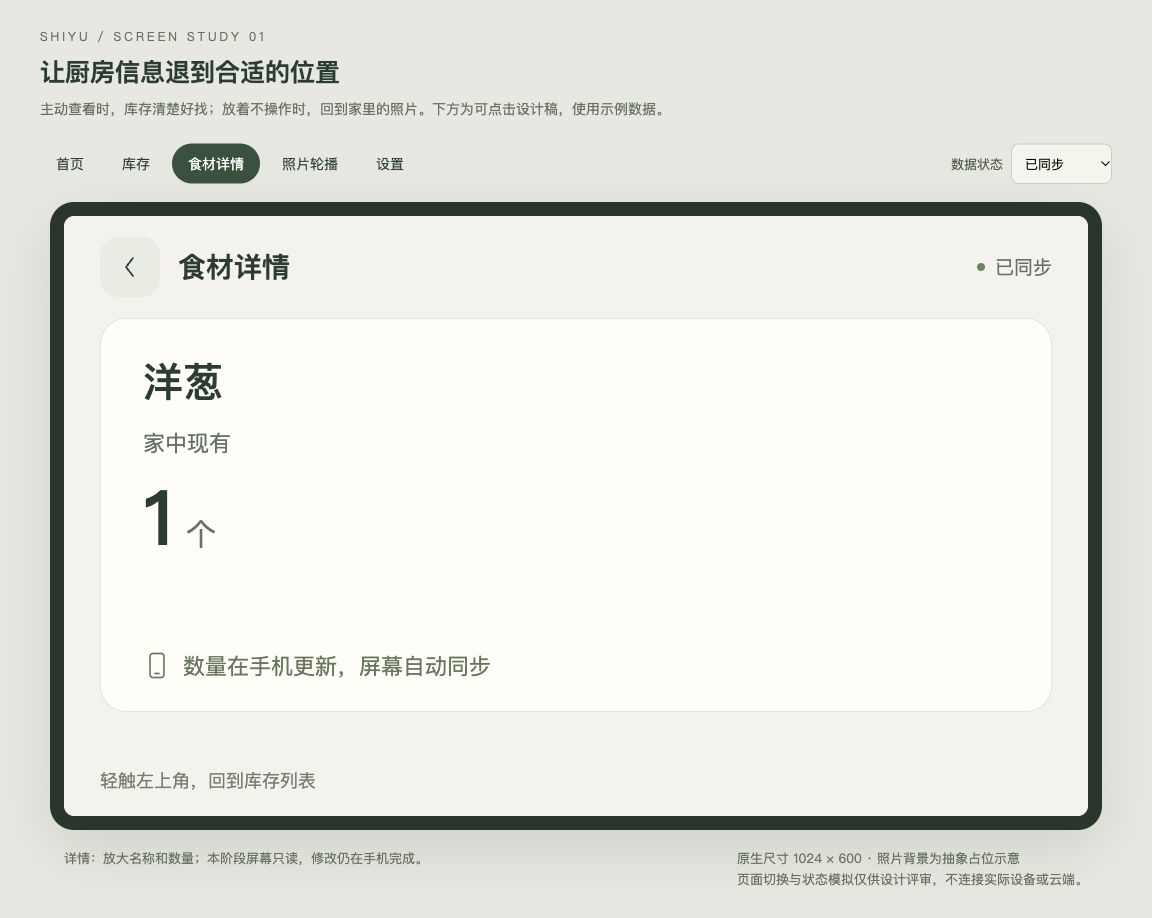 SHIYU / SCREEN STUDY 01
让厨房信息退到合适的位置
主动查看时，库存清楚好找；放着不操作时，回到家里的照片。下方为可点击设计稿，使用示例数据。
首页 库存 食材详情 照片轮播 设置 数据状态 已同步
食材详情 已同步
洋葱
家中现有
1 个
数量在手机更新，屏幕自动同步
轻触左上角，回到库存列表
详情：放大名称和数量；本阶段屏幕只读，修改仍在手机完成。
原生尺寸 1024 × 600 · 照片背景为抽象占位示意
页面切换与状态模拟仅供设计评审，不连接实际设备或云端。